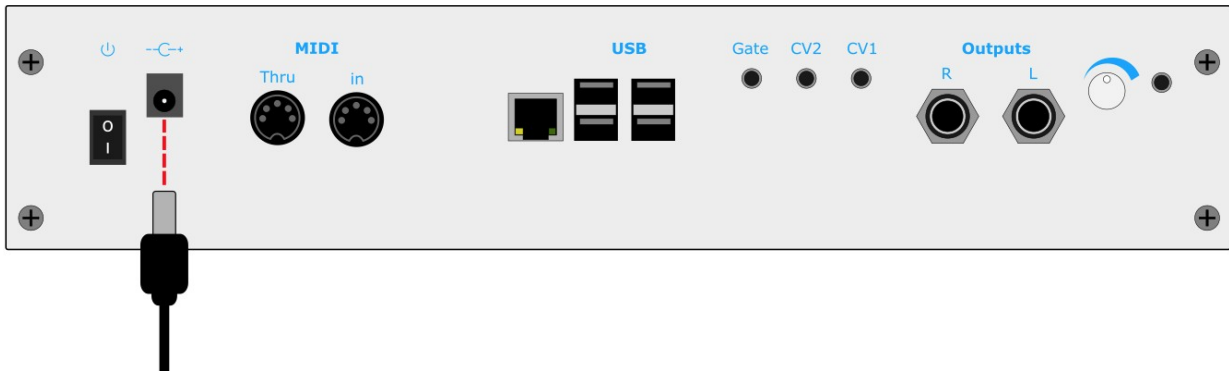 MIDI
Thru in
USB
Gate CV2 CV1
Outputs
R L
O
I